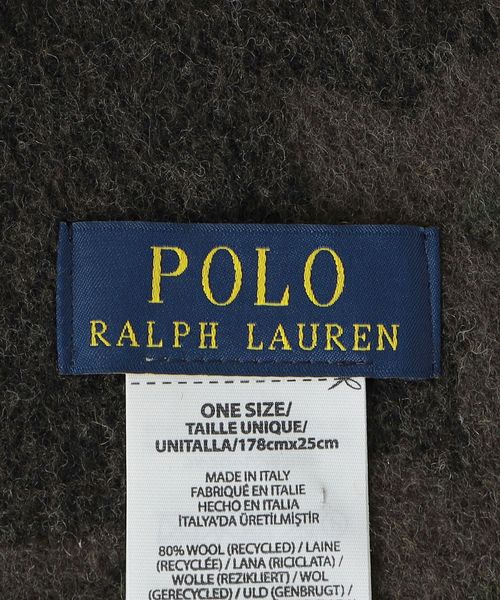 POLO
RALPH LAUREN
ONE SIZE/
TAILLE UNIQUE/
UNITALLA/178cmx25cm
MADE IN ITALY
FABRIQUÉ EN ITALIE
HECHO EN ITALIA
İTALYA'DA ÜRETİLMİŞTİR
80% WOOL (RECYCLED) / LAINE
(RECYCLÉE) / LANA (RICICLATA) /
WOLLE (REZIKLIERT) / WOL
(GERECYCLED) / ULD (GENBRUGT) /